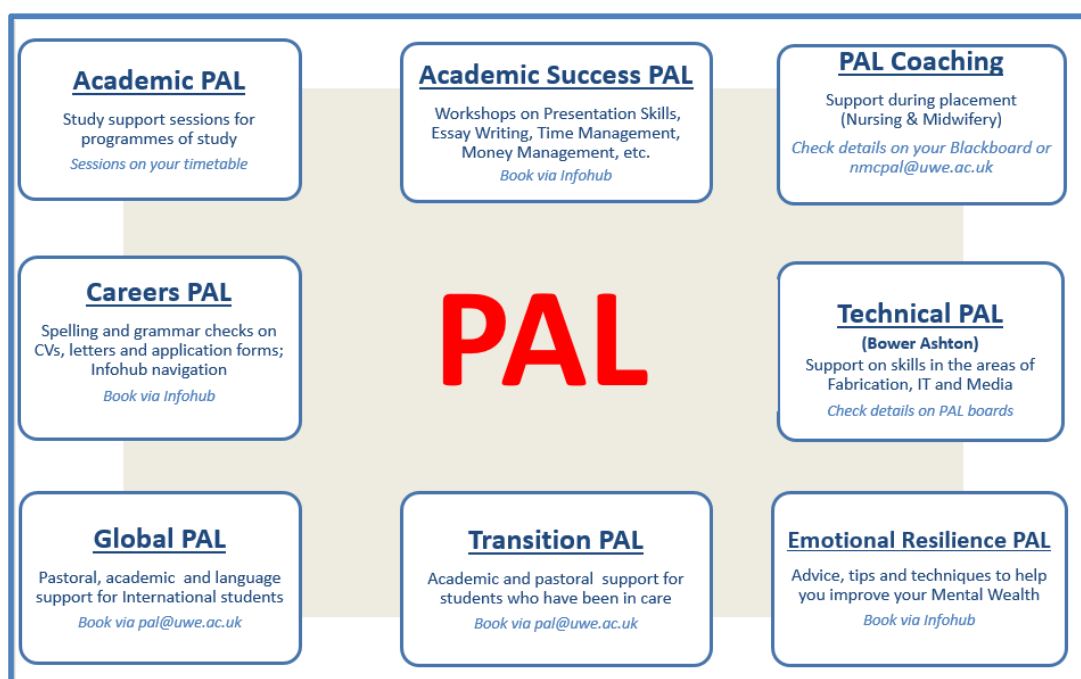 Academic PAL
Study support sessions for
programmes of study
Sessions on your timetable
Academic Success PAL
Workshops on Presentation Skills,
Essay Writing, Time Management,
Money Management, etc.
Book via Infohub
PAL Coaching
Support during placement
(Nursing & Midwifery)
Check details on your Blackboard or
nmcpal@uwe.ac.uk
Careers PAL
Spelling and grammar checks on
CVs, letters and application forms;
Infohub navigation
Book via Infohub
PAL
Technical PAL
(Bower Ashton)
Support on skills in the areas of
Fabrication, IT and Media
Check details on PAL boards
Global PAL
Pastoral, academic and language
support for International students
Book via pal@uwe.ac.uk
Transition PAL
Academic and pastoral support for
students who have been in care
Book via pal@uwe.ac.uk
Emotional Resilience PAL
Advice, tips and techniques to help
you improve your Mental Wealth
Book via Infohub